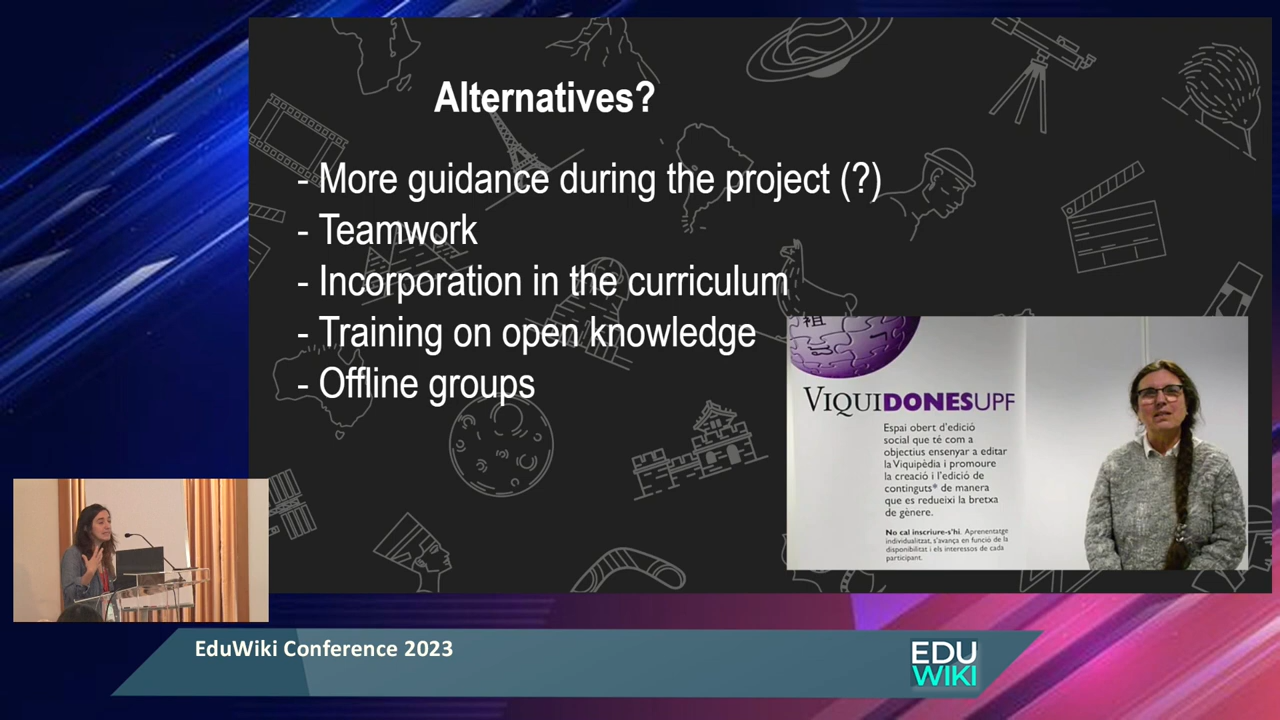 Alternatives?
- More guidance during the project (?)
- Teamwork
- Incorporation in the curriculum
- Training on open knowledge
- Offline groups
祖
VIQUIDONESUPF
Espai obert d'edició
social que té com a
objectius ensenyar a editar
la Viquipèdia i promoure
la creació i l'edició de
continguts* de manera
que es redueixi la bretxa
de gènere.
No cal inscriure-s'hi. Aprenentatge
individualitzat, s'avança en funció de la
disponibilitat i els interessos de cada
participant.
EduWiki Conference 2023
EDU
WIKI